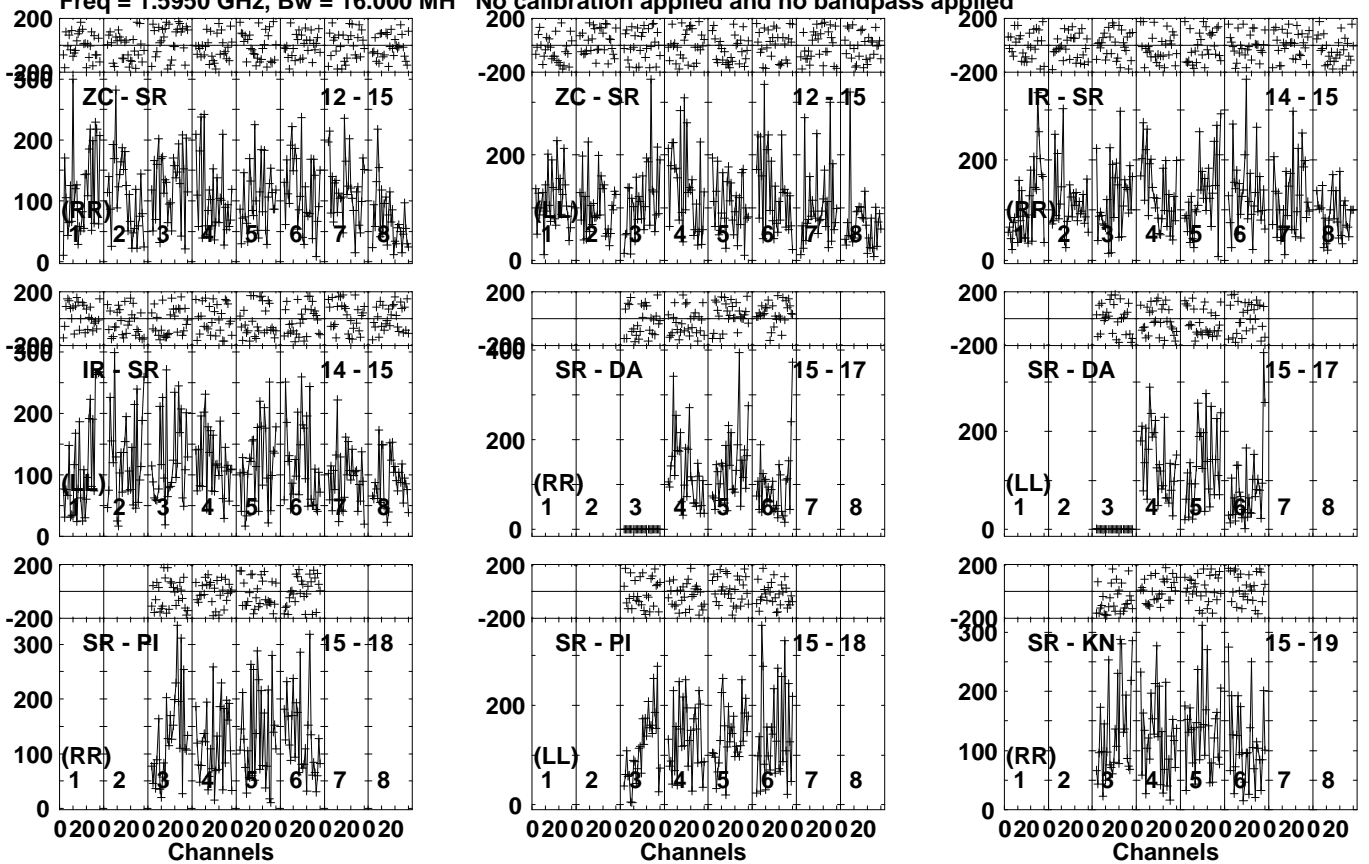 Freq = 1.5950 GHz, Bw = 16.000 MH No calibration applied and no bandpass applied
200
-200
300
200
100
0
ZC - SR 12 - 15
(RR)
1 2 3 4 5 6 7 8
200
-200
200
0
ZC - SR 12 - 15
(LL)
1 2 3 4 5 6 7 8
200
-200
200
0
IR - SR 14 - 15
(RR)
1 2 3 4 5 6 7 8
200
-200
300
200
100
0
IR - SR 14 - 15
(LL)
1 2 3 4 5 6 7 8
200
-200
400
200
0
SR - DA 15 - 17
(RR)
1 2 3 4 5 6 7 8
200
-200
200
0
SR - DA 15 - 17
(LL)
1 2 3 4 5 6 7 8
200
-200
300
200
100
0
SR - PI 15 - 18
(RR)
1 2 3 4 5 6 7 8
0 20 0 20 0 20 0 20 0 20 0 20 0 20 0 20
Channels
200
-200
200
0
SR - PI 15 - 18
(LL)
1 2 3 4 5 6 7 8
0 20 0 20 0 20 0 20 0 20 0 20 0 20 0 20
Channels
200
-200
300
200
100
0
SR - KN 15 - 19
(RR)
1 2 3 4 5 6 7 8
0 20 0 20 0 20 0 20 0 20 0 20 0 20 0 20
Channels